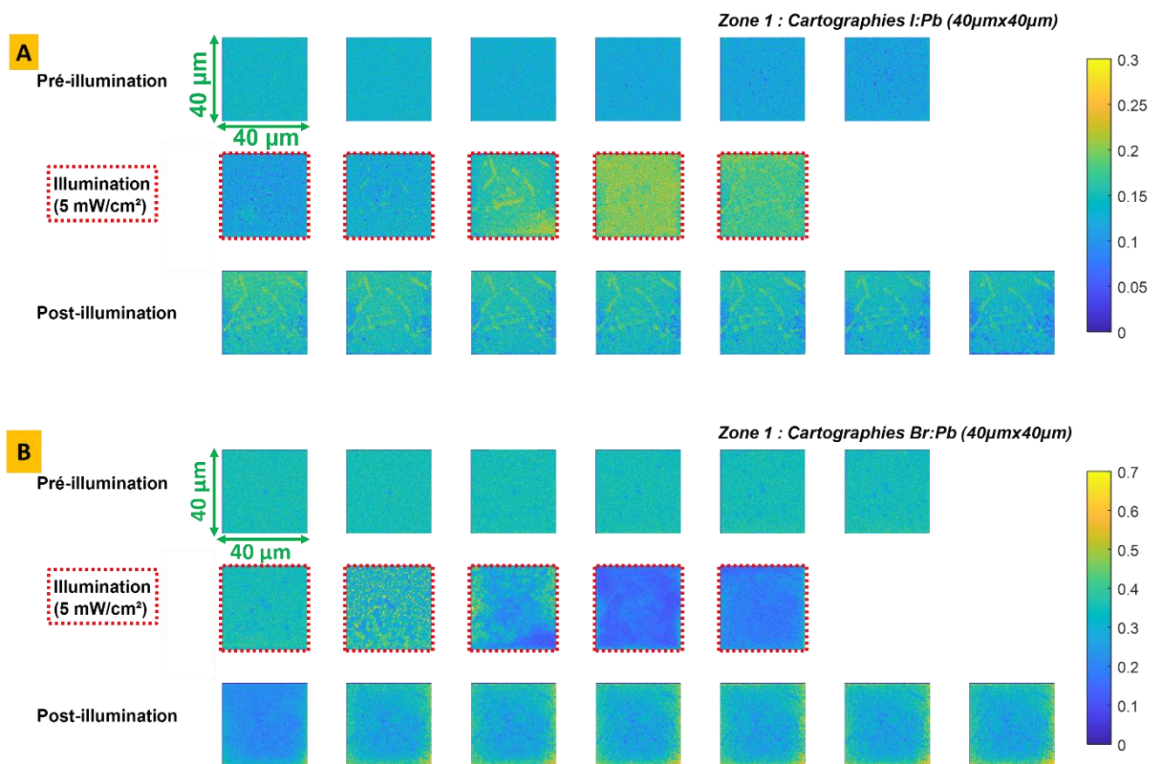 Zone 1 : Cartographies I:Pb (40µmx40µm)
A
Pré-illumination
40 µm
40 µm
0.3
0.25
0.2
0.15
0.1
0.05
0
Illumination
(5 mW/cm²)
Post-illumination
Zone 1 : Cartographies Br:Pb (40µmx40µm)
B
Pré-illumination
40 µm
40 µm
0.7
0.6
0.5
0.4
0.3
0.2
0.1
0
Illumination
(5 mW/cm²)
Post-illumination